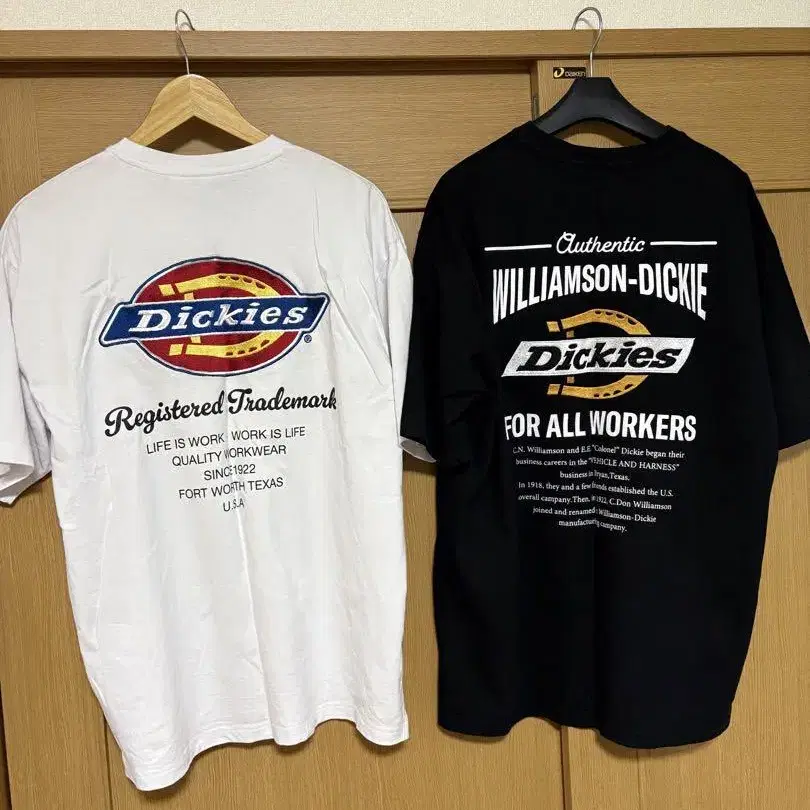 DAIKEN
Dickies
®
Registered Trademark
LIFE IS WORK WORK IS LIFE
QUALITY WORKWEAR
SINCE 1922
FORT WORTH TEXAS
U.S.A
Authentic
WILLIAMSON-DICKIE
Dickies
FOR ALL WORKERS
C.N. Williamson and E.E. "Colonel" Dickie began their
business careers in the "VEHICLE AND HARNESS"
business in Bryan,Texas.
In 1918, they and a few friends established the U.S.
overall company.Then, in 1922, C.Don Williamson
joined and renamed Williamson-Dickie
manufacturing company.